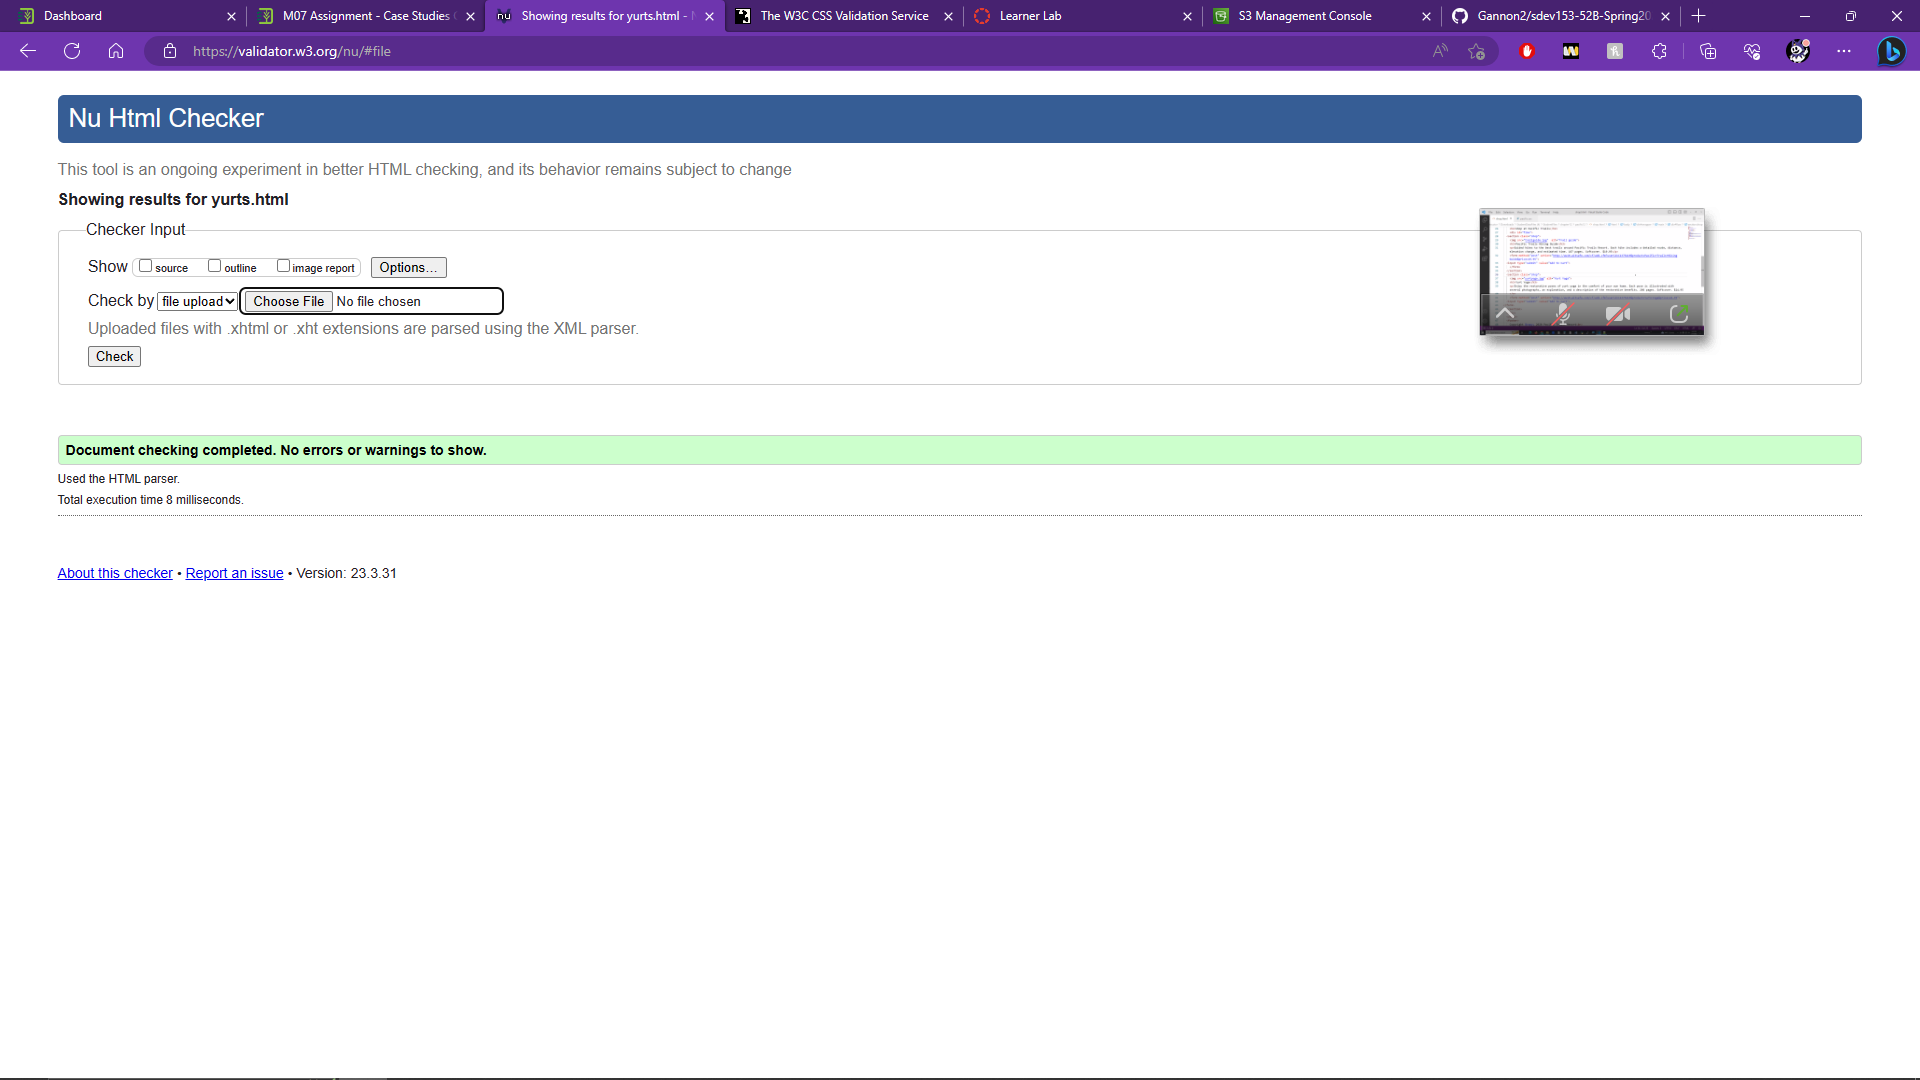 Dashboard
M07 Assignment - Case Studies
Showing results for yurts.html -
The W3C CSS Validation Service
Learner Lab
S3 Management Console
Gannon2/sdev153-52B-Spring20
https://validator.w3.org/nu/#file
Nu Html Checker
This tool is an ongoing experiment in better HTML checking, and its behavior remains subject to change
Showing results for yurts.html
Checker Input
Show source outline image report Options...
Check by file upload Choose File No file chosen
Uploaded files with .xhtml or .xht extensions are parsed using the XML parser.
Check
Document checking completed. No errors or warnings to show.
Used the HTML parser.
Total execution time 8 milliseconds.
About this checker • Report an issue • Version: 23.3.31